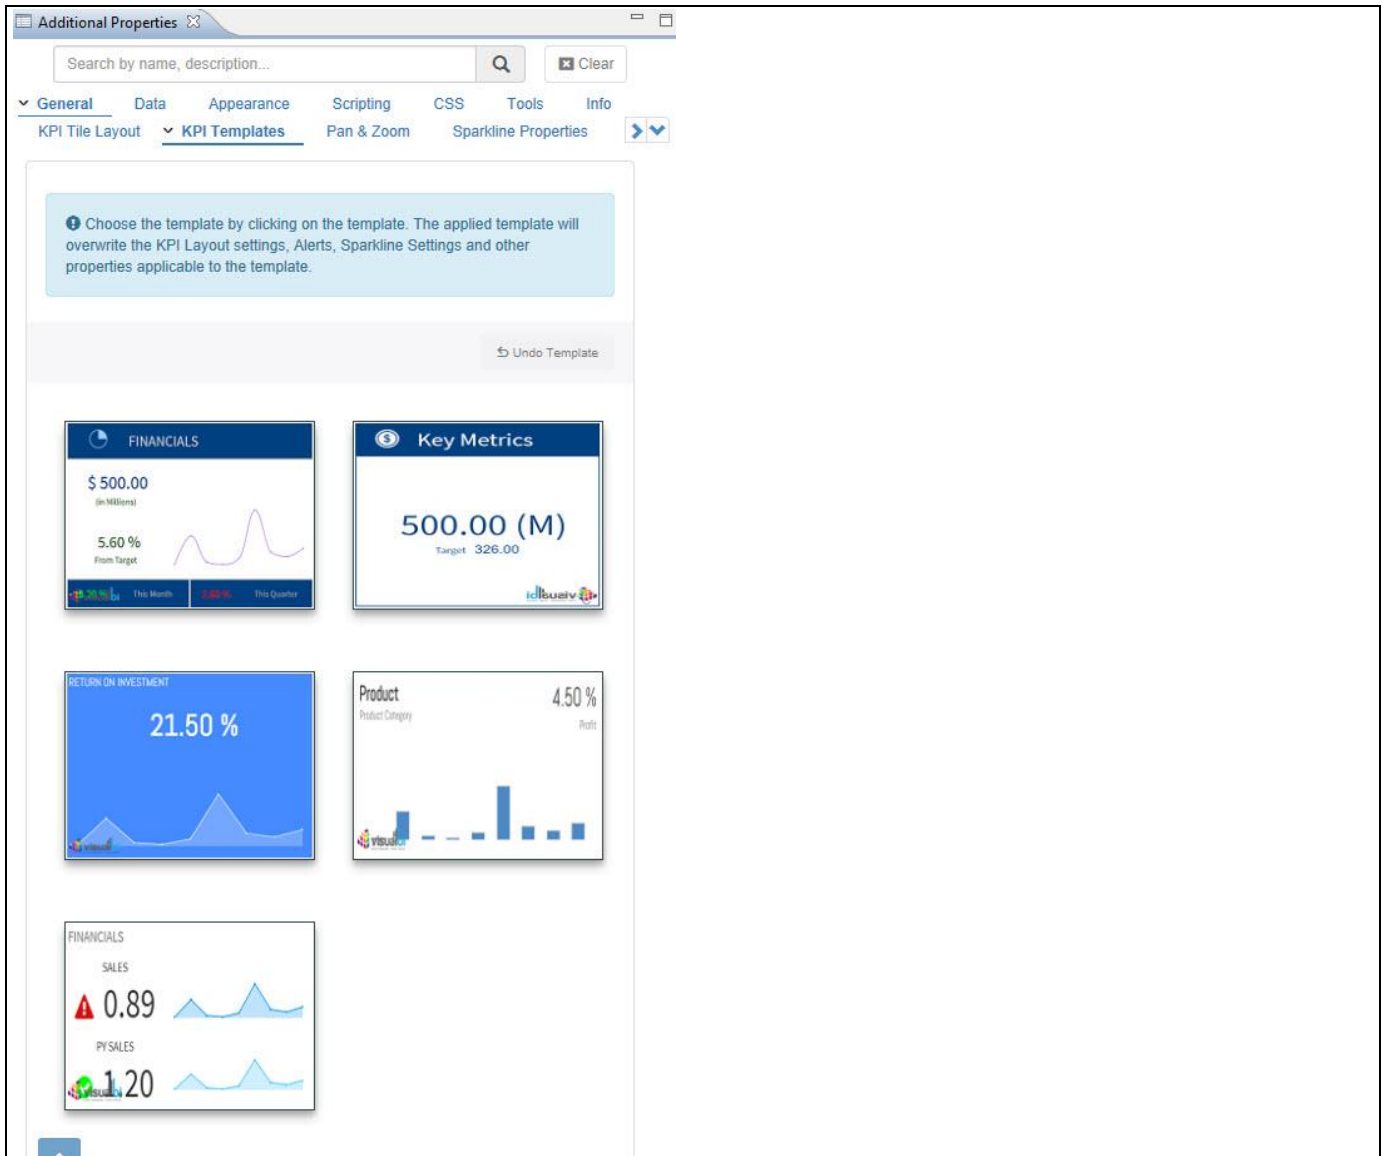 Additional Properties
Search by name, description...
Clear
General Data Appearance Scripting CSS Tools Info
KPI Tile Layout KPI Templates Pan & Zoom Sparkline Properties
Choose the template by clicking on the template. The applied template will
overwrite the KPI Layout settings, Alerts, Sparkline Settings and other
properties applicable to the template.
Undo Template
FINANCIALS
$ 500.00
(in Millions)
5.60 %
From Target
This Month
This Quarter
Key Metrics
500.00 (M)
Target 326.00
RETURN ON INVESTMENT
21.50 %
visual
Product
Product Category
4.50 %
Profit
visual
FINANCIALS
SALES
0.89
PY SALES
1.20